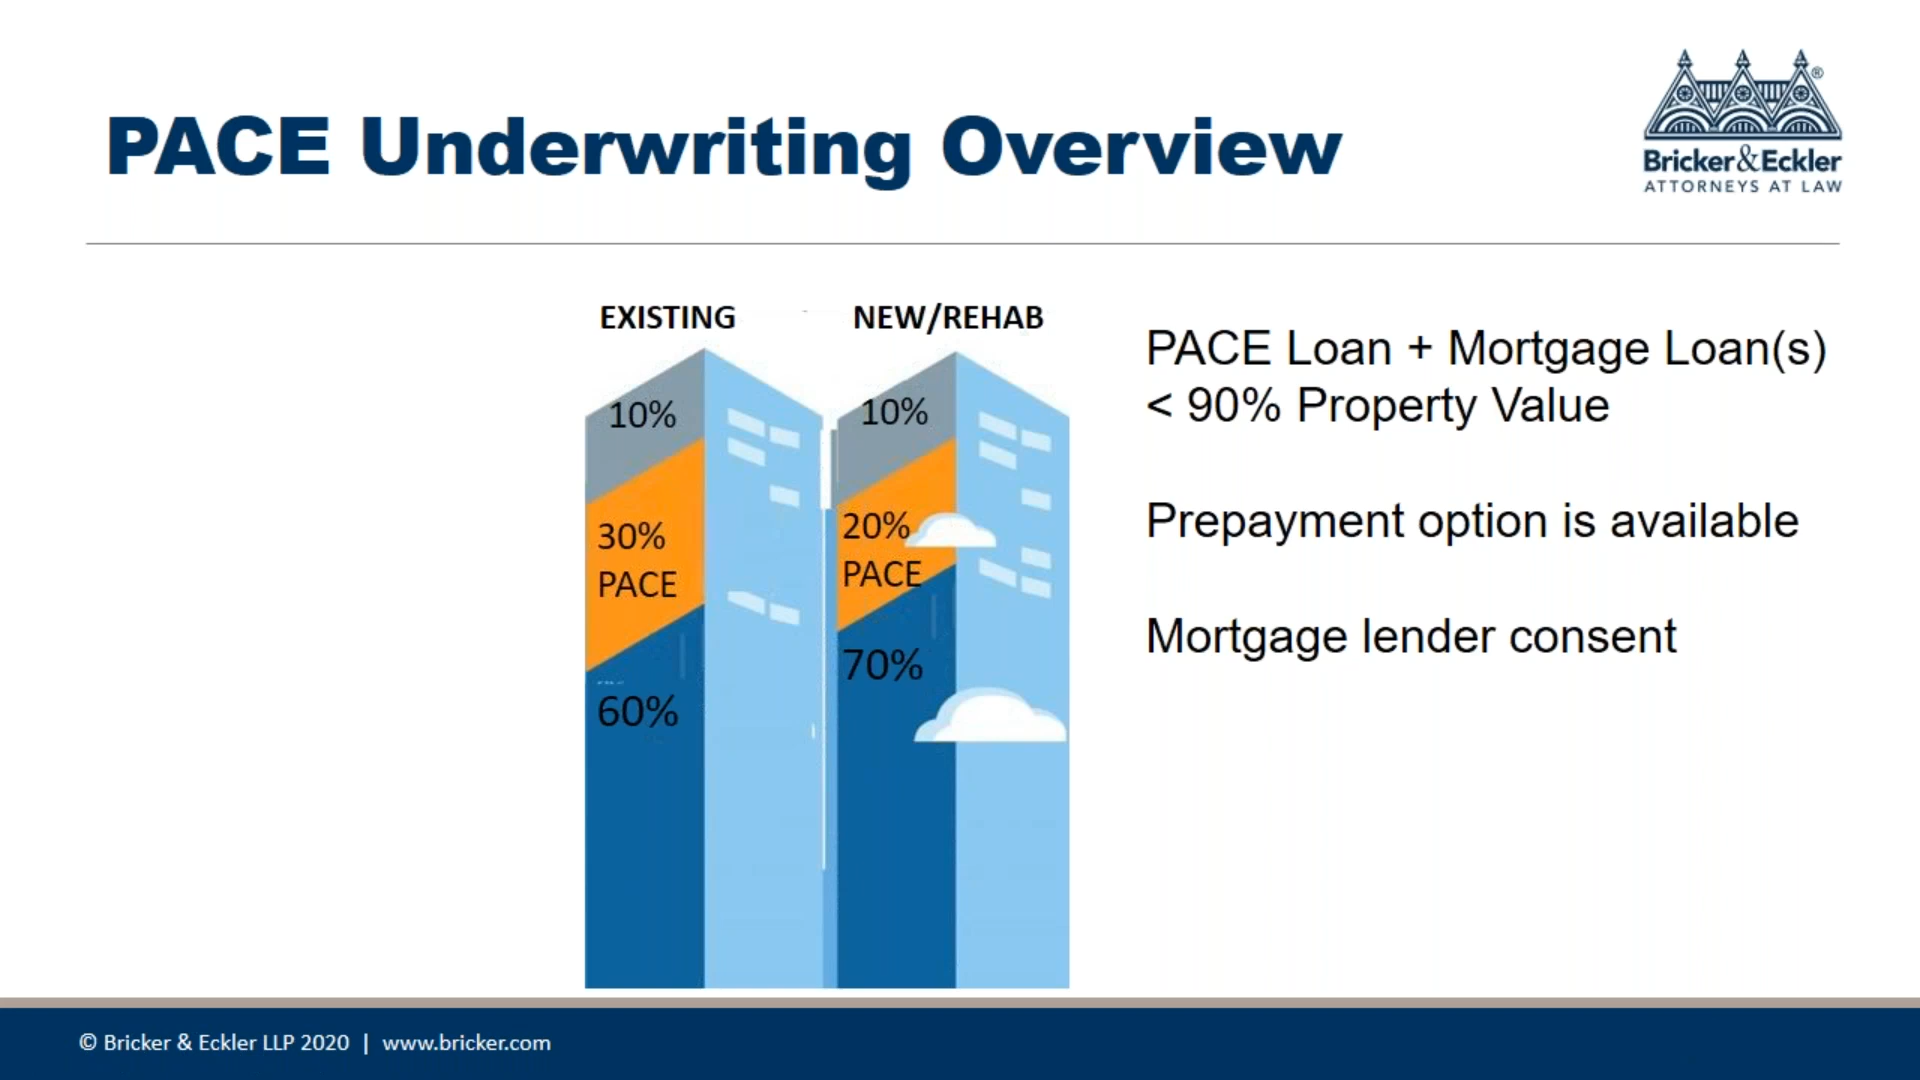 PACE Underwriting Overview
®
Bricker&Eckler
ATTORNEYS AT LAW
EXISTING
10%
30%
PACE
60%
NEW/REHAB
10%
20%
PACE
70%
PACE Loan + Mortgage Loan(s)
< 90% Property Value
Prepayment option is available
Mortgage lender consent
© Bricker & Eckler LLP 2020 | www.bricker.com